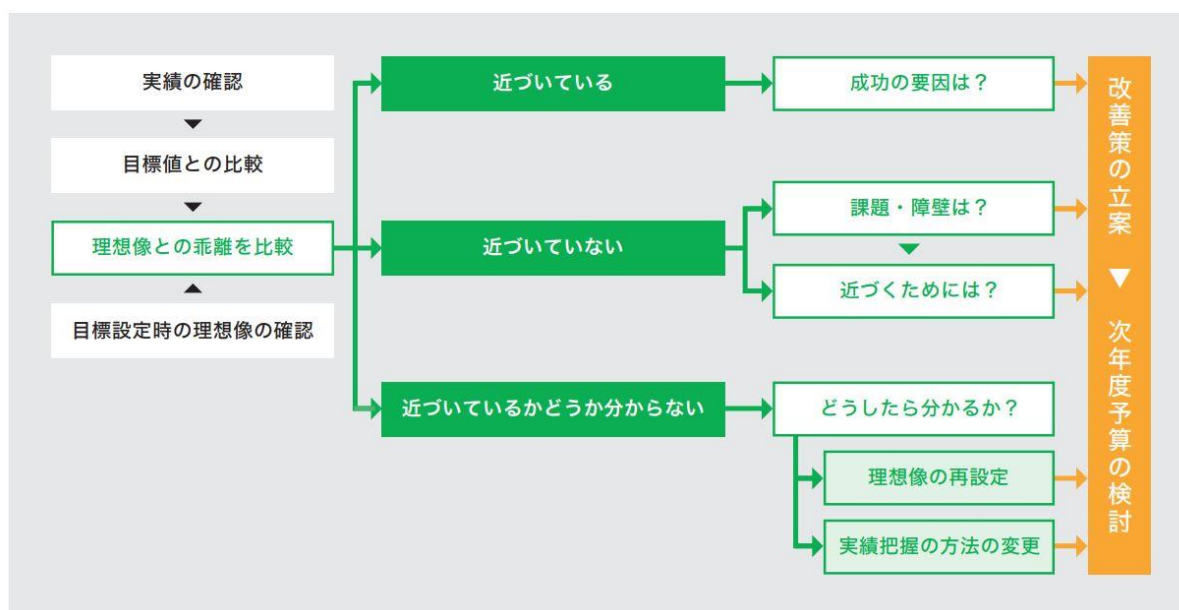 実績の確認
目標値との比較
理想像との乖離を比較
目標設定時の理想像の確認
近づいている
成功の要因は？
近づいていない
課題・障壁は？
近づくためには？
近づいているかどうか分からない
どうしたら分かるか？
理想像の再設定
実績把握の方法の変更
改善策の立案 ▼ 次年度予算の検討